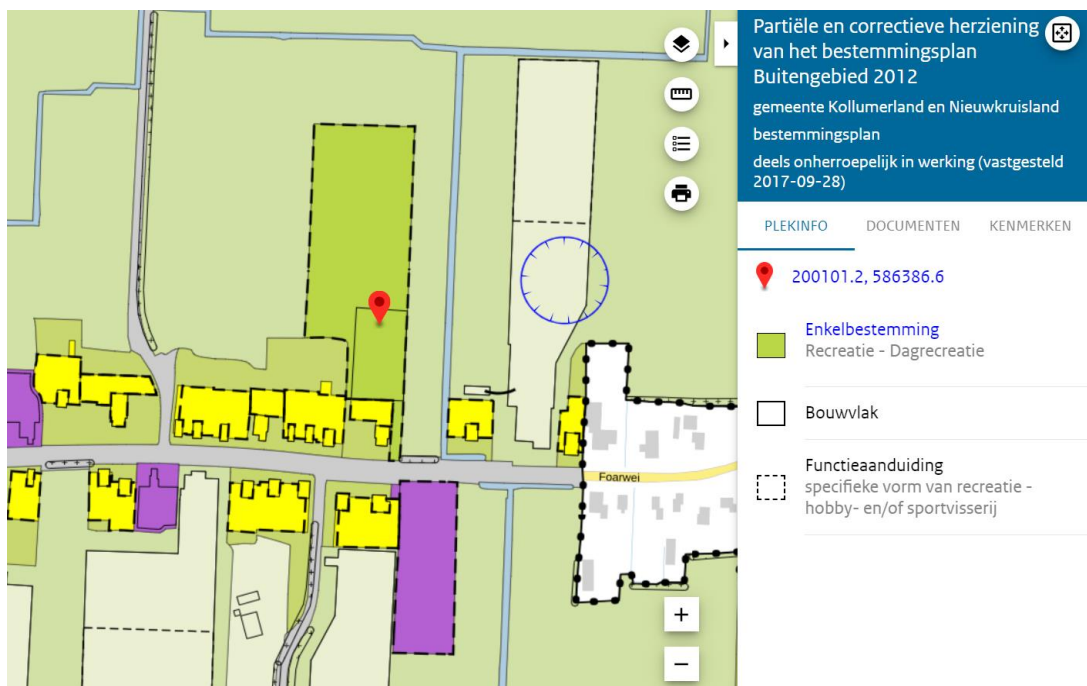 Partiële en correctieve herziening
van het bestemmingsplan
Buitengebied 2012
gemeente Kollumerland en Nieuwkruisland
bestemmingsplan
deels onherroepelijk in werking (vastgesteld
2017-09-28)
PLEKINFO DOCUMENTEN KENMERKEN
200101.2, 586386.6
Enkelbestemming
Recreatie - Dagrecreatie
Bouwvlak
Functieaanduiding
specifieke vorm van recreatie -
hobby- en/of sportvisserij
Foarwei
+
−